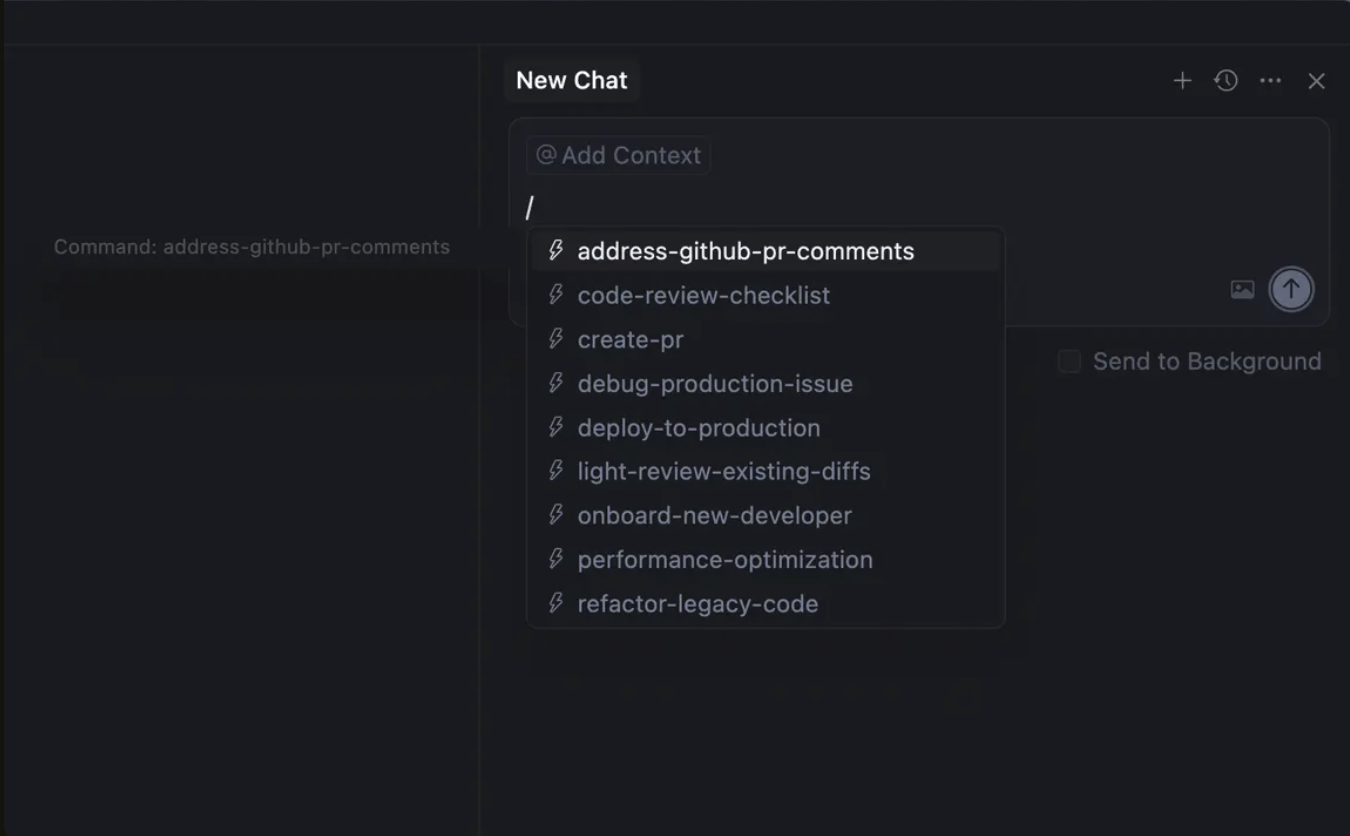 New Chat
@ Add Context
/
Command: address-github-pr-comments
address-github-pr-comments
code-review-checklist
create-pr
debug-production-issue
deploy-to-production
light-review-existing-diffs
onboard-new-developer
performance-optimization
refactor-legacy-code
Send to Background